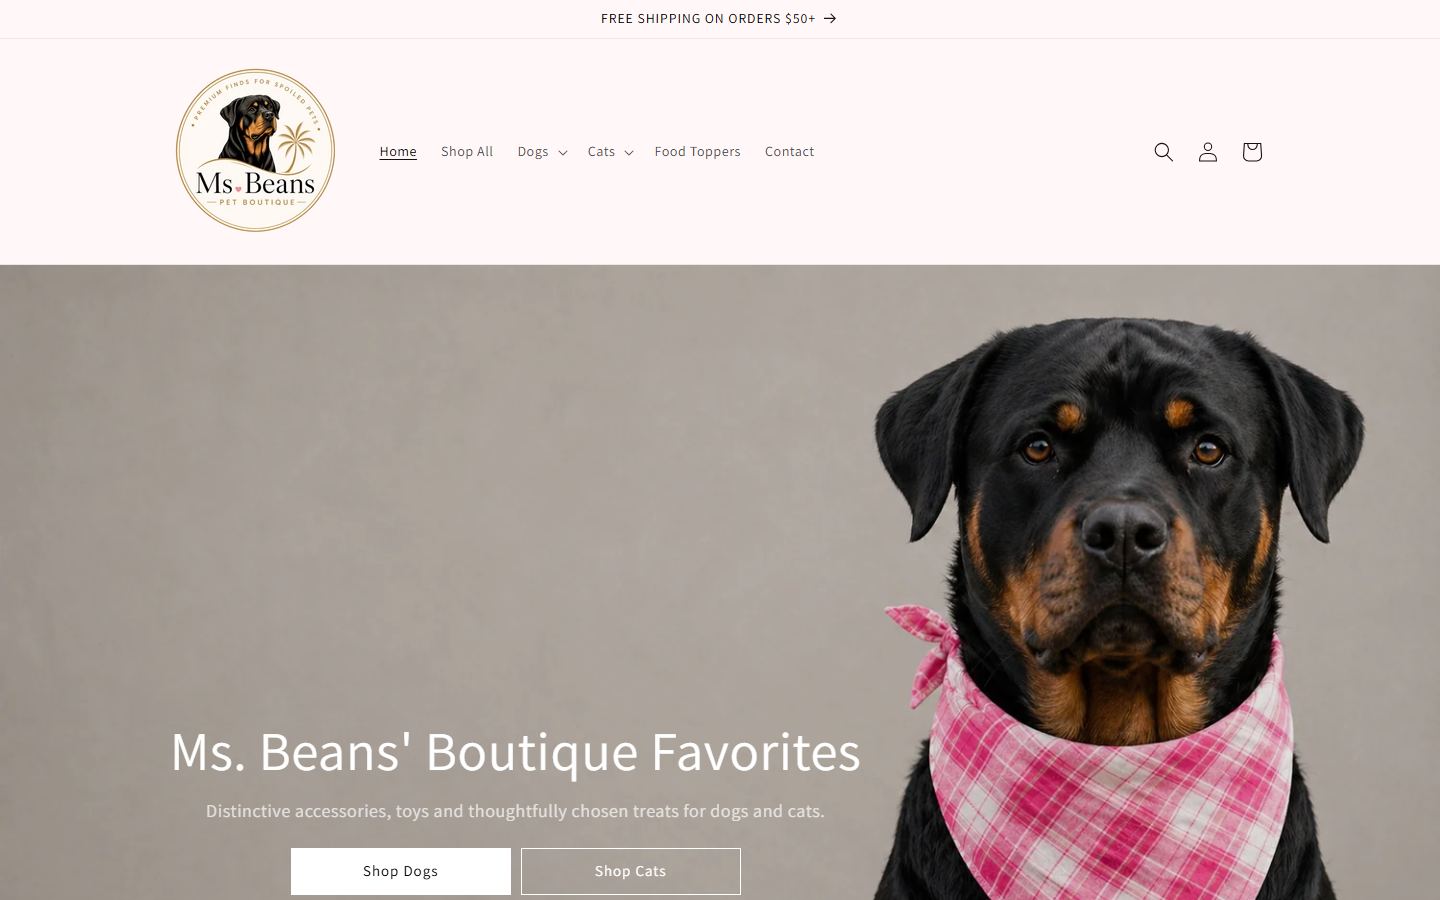 FREE SHIPPING ON ORDERS $50+
PREMIUM FINDS FOR SPOILED PETS
Ms. Beans
PET BOUTIQUE
Home
Shop All
Dogs
Cats
Food Toppers
Contact
Ms. Beans' Boutique Favorites
Distinctive accessories, toys and thoughtfully chosen treats for dogs and cats.
Shop Dogs
Shop Cats